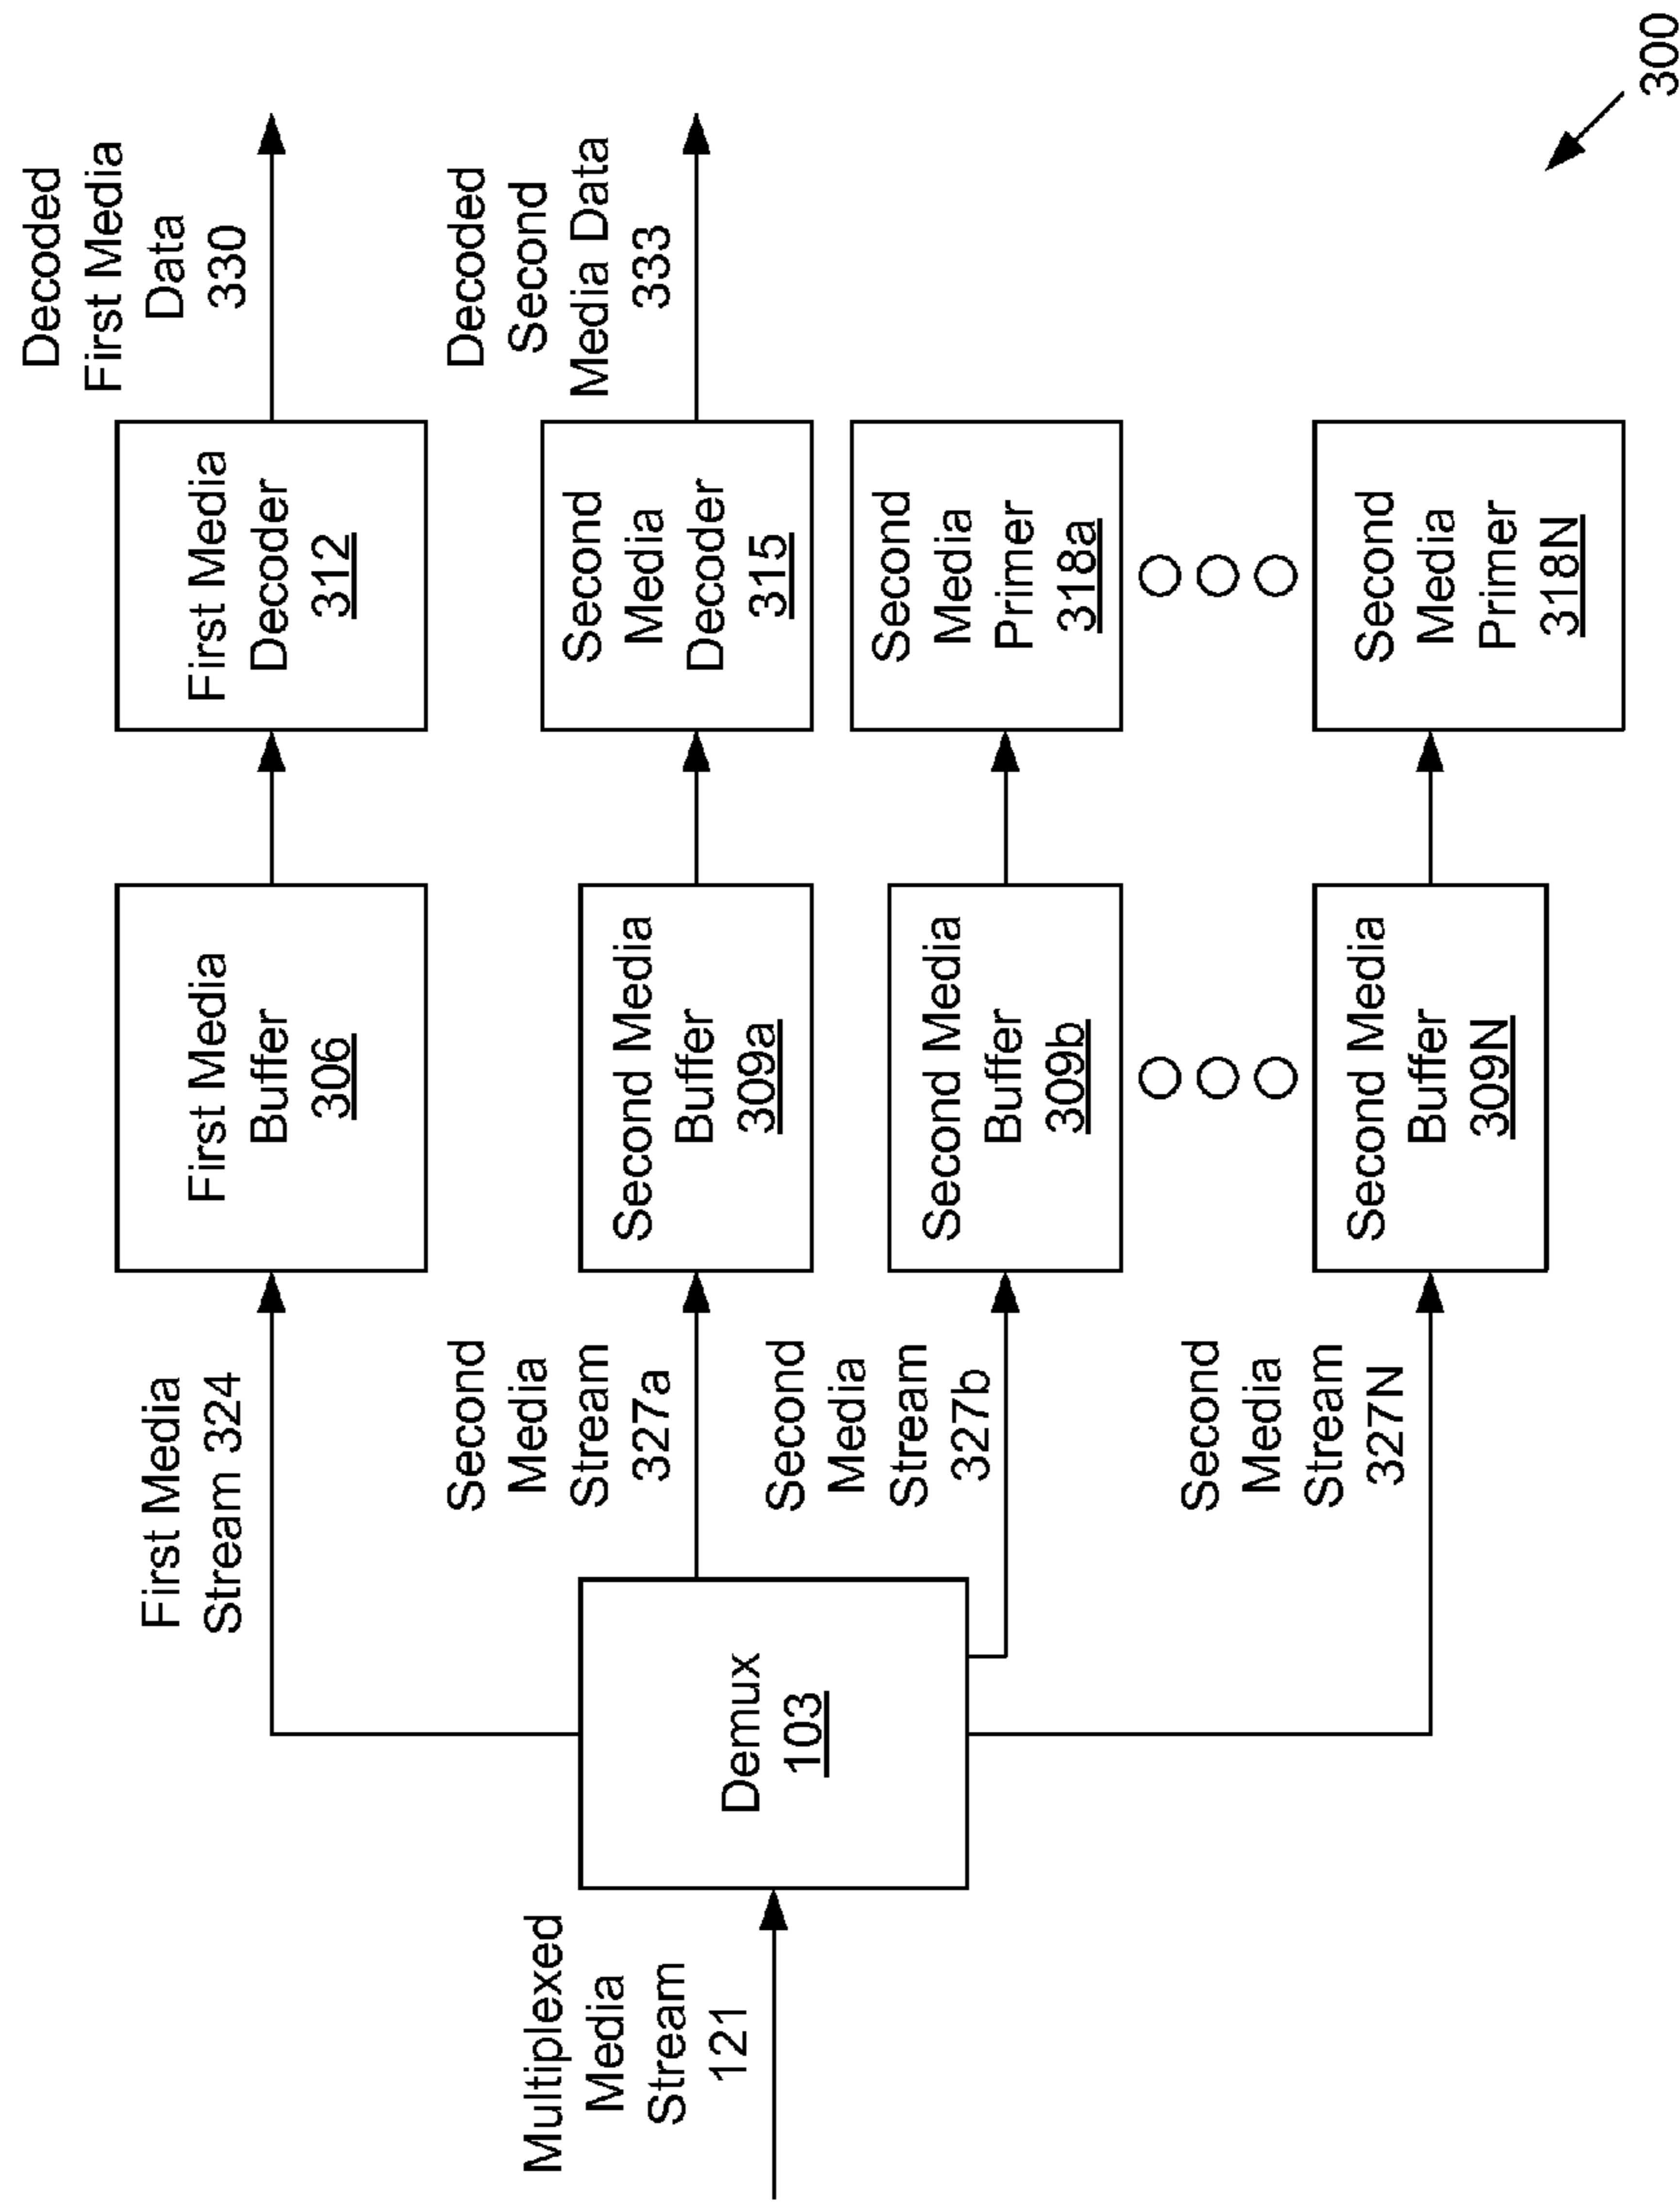 Multiplexed
Media
Stream
121
Demux
103
First Media
Stream 324
Second
Media
Stream
327a
Second
Media
Stream
327b
Second
Media
Stream
327N
First Media
Buffer
306
Second Media
Buffer
309a
Second Media
Buffer
309b
Second Media
Buffer
309N
First Media
Decoder
312
Second
Media
Decoder
315
Second
Media
Primer
318a
Second
Media
Primer
318N
Decoded
First Media
Data
330
Decoded
Second
Media Data
333
300